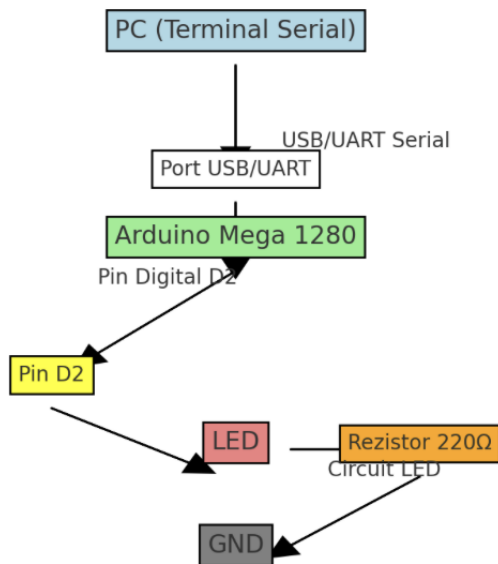 PC (Terminal Serial)
USB/UART Serial
Port USB/UART
Arduino Mega 1280
Pin Digital D2
Pin D2
LED
Rezistor 220Ω
Circuit LED
GND